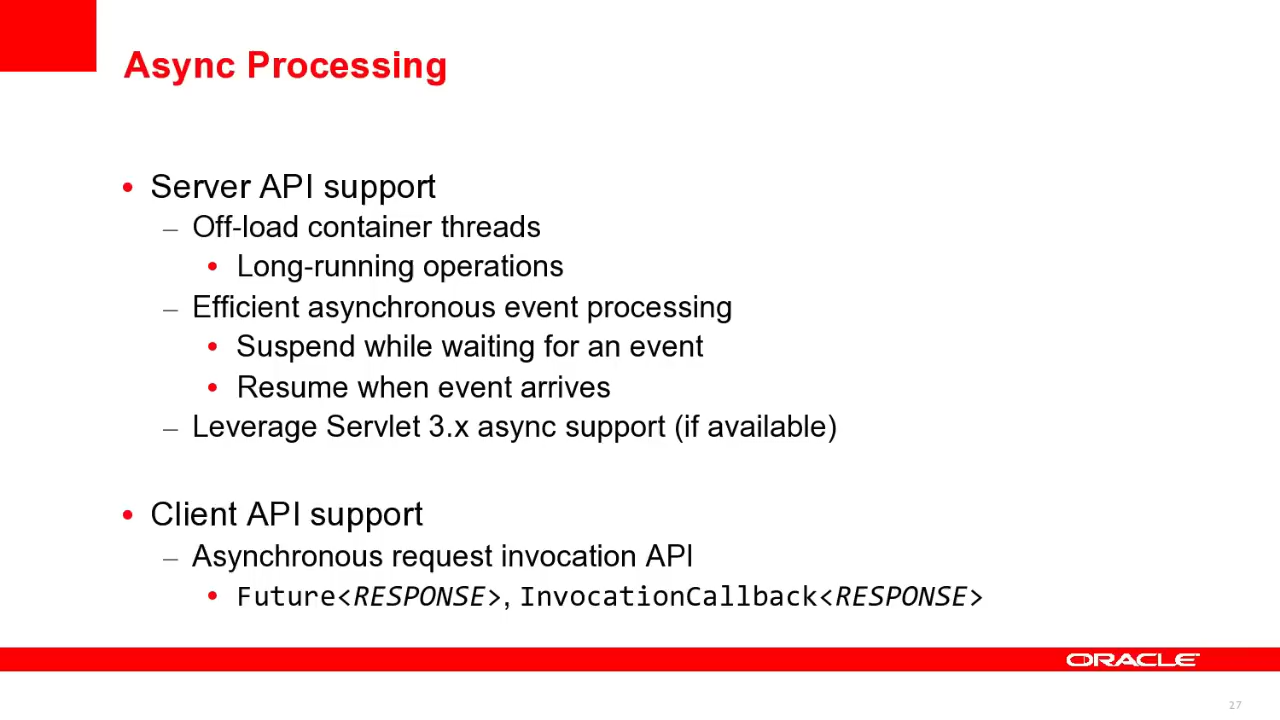 Async Processing
• Server API support
– Off-load container threads
• Long-running operations
– Efficient asynchronous event processing
• Suspend while waiting for an event
• Resume when event arrives
– Leverage Servlet 3.x async support (if available)
• Client API support
– Asynchronous request invocation API
• Future<RESPONSE>, InvocationCallback<RESPONSE>
ORACLE
27